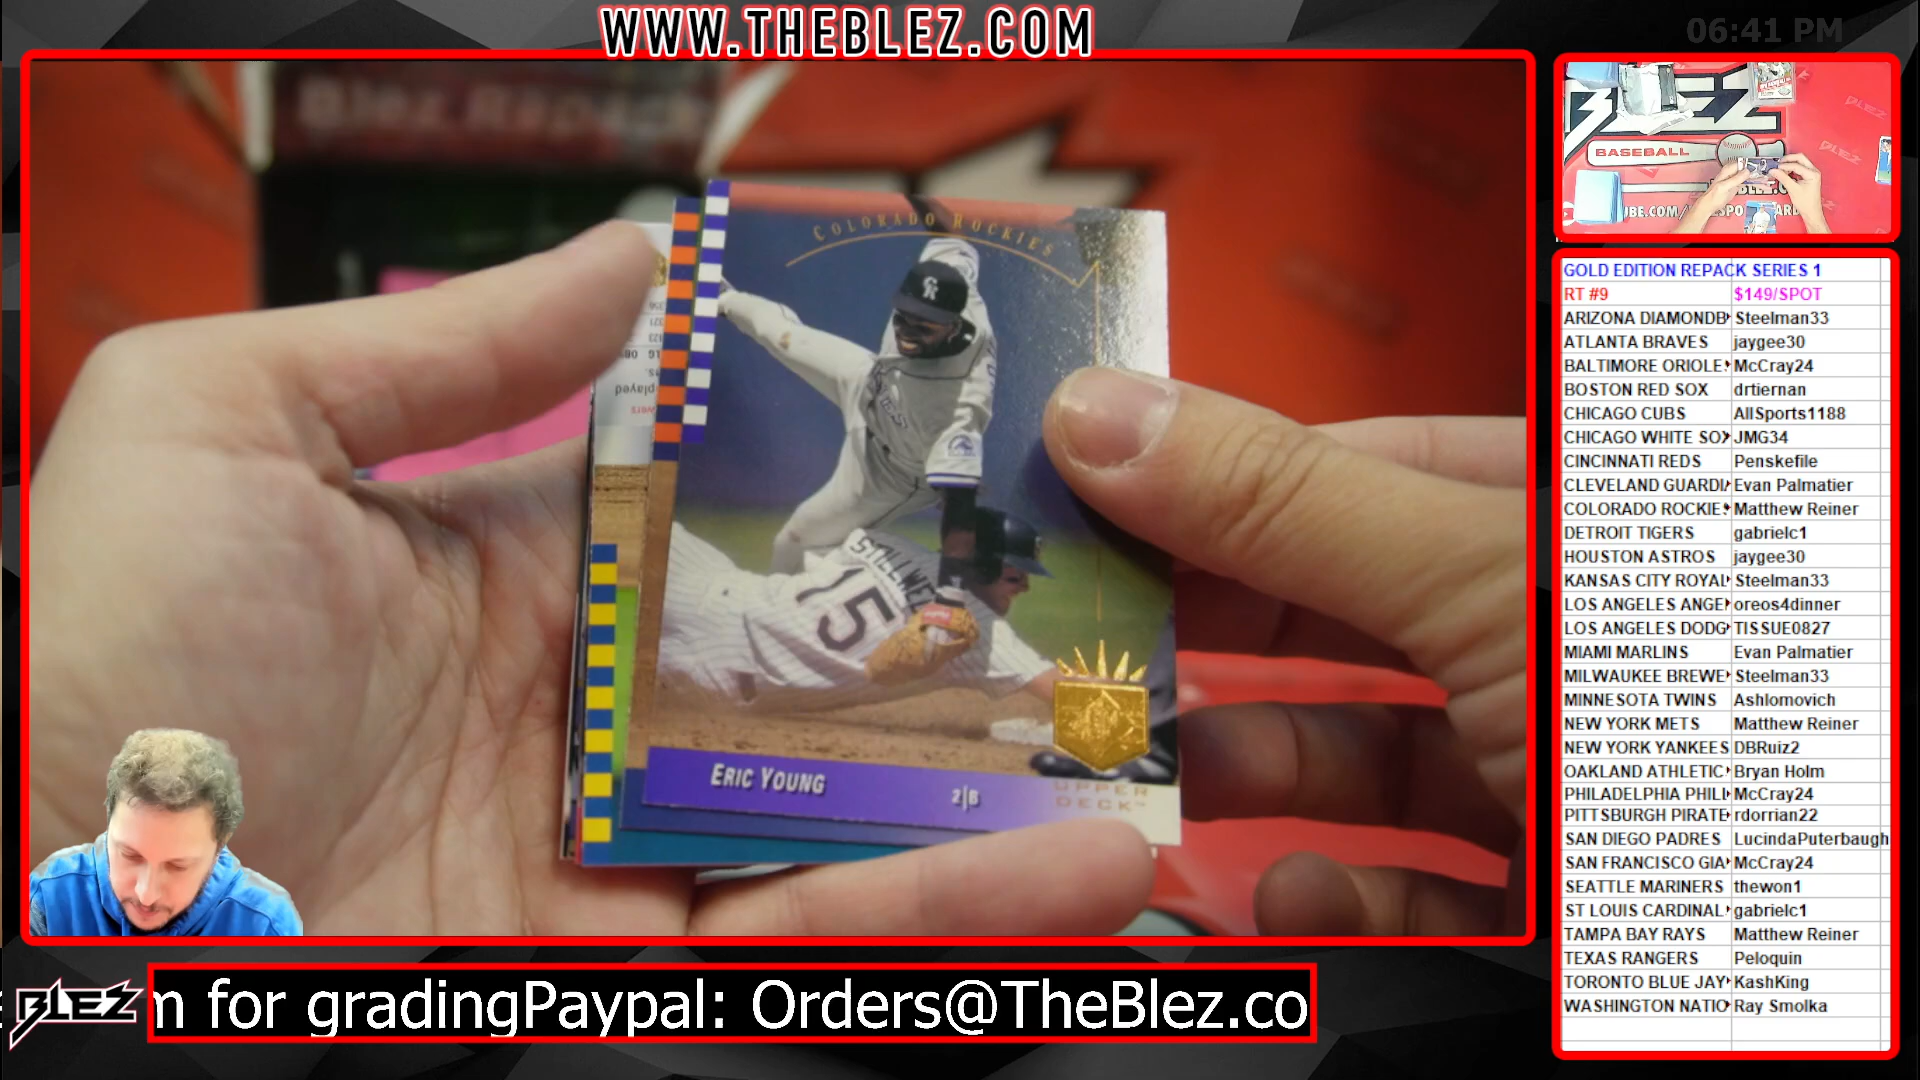 WWW.THEBLEZ.COM
06:41 PM
Blez Repack
COLORADO ROCKIES
CR
STILLWE
15
played
ERIC YOUNG 2|B
UPPER
DECK
BLEZ
BASEBALL
BLEZ
GOLD EDITION REPACK SERIES 1
RT #9 $149/SPOT
ARIZONA DIAMONDB Steelman33
ATLANTA BRAVES jaygee30
BALTIMORE ORIOLE McCray24
BOSTON RED SOX drtiernan
CHICAGO CUBS AllSports1188
CHICAGO WHITE SOX JMG34
CINCINNATI REDS Penskefile
CLEVELAND GUARDI Evan Palmatier
COLORADO ROCKIES Matthew Reiner
DETROIT TIGERS gabrielc1
HOUSTON ASTROS jaygee30
KANSAS CITY ROYAL Steelman33
LOS ANGELES ANGE oreos4dinner
LOS ANGELES DODG TISSUE0827
MIAMI MARLINS Evan Palmatier
MILWAUKEE BREWE Steelman33
MINNESOTA TWINS Ashlomovich
NEW YORK METS Matthew Reiner
NEW YORK YANKEES DBRuiz2
OAKLAND ATHLETIC Bryan Holm
PHILADELPHIA PHILL McCray24
PITTSBURGH PIRATE rdorrian22
SAN DIEGO PADRES LucindaPuterbaugh
SAN FRANCISCO GIA McCray24
SEATTLE MARINERS thewon1
ST LOUIS CARDINAL gabrielc1
TAMPA BAY RAYS Matthew Reiner
TEXAS RANGERS Peloquin
TORONTO BLUE JAY KashKing
WASHINGTON NATIO Ray Smolka
BLEZ
m for gradingPaypal: Orders@TheBlez.co